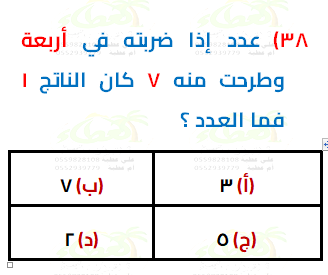 ٣٨) عدد إذا ضربته في أربعة
وطرحت منه ٧ كان الناتج ١
فما العدد ؟
(أ) ٣
(ب) ٧
(ج) ٥
(د) ٢